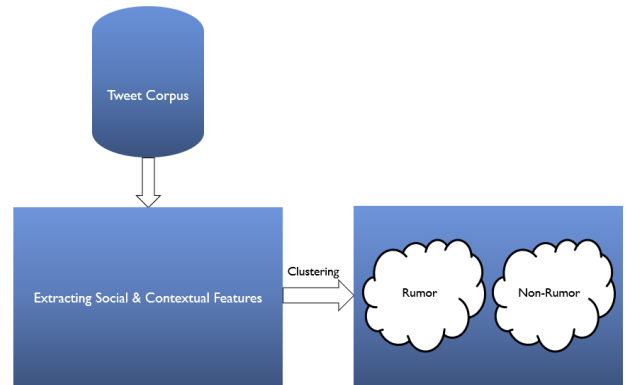 Tweet Corpus
Extracting Social & Contextual Features
Clustering
Rumor
Non-Rumor